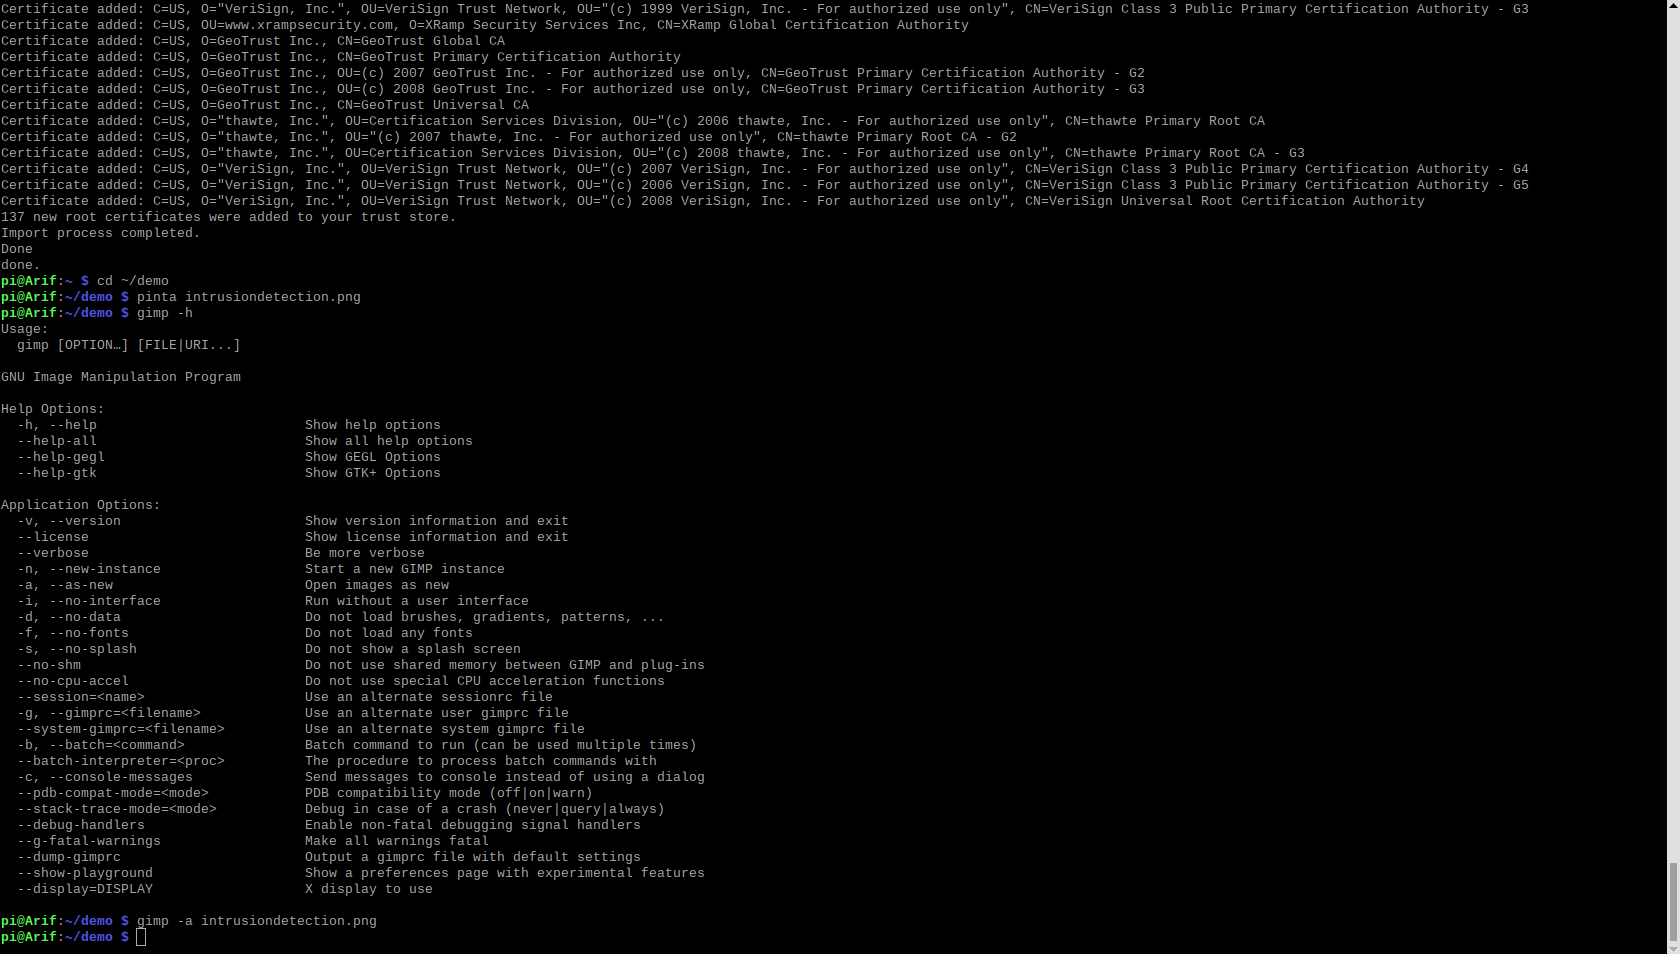 Certificate added: C=US, O="VeriSign, Inc.", OU=VeriSign Trust Network, OU="(c) 1999 VeriSign, Inc. - For authorized use only", CN=VeriSign Class 3 Public Primary Certification Authority - G3
Certificate added: C=US, OU=www.xrampsecurity.com, O=XRamp Security Services Inc, CN=XRamp Global Certification Authority
Certificate added: C=US, O=GeoTrust Inc., CN=GeoTrust Global CA
Certificate added: C=US, O=GeoTrust Inc., CN=GeoTrust Primary Certification Authority
Certificate added: C=US, O=GeoTrust Inc., OU=(c) 2007 GeoTrust Inc. - For authorized use only, CN=GeoTrust Primary Certification Authority - G2
Certificate added: C=US, O=GeoTrust Inc., OU=(c) 2008 GeoTrust Inc. - For authorized use only, CN=GeoTrust Primary Certification Authority - G3
Certificate added: C=US, O=GeoTrust Inc., CN=GeoTrust Universal CA
Certificate added: C=US, O="thawte, Inc.", OU=Certification Services Division, OU="(c) 2006 thawte, Inc. - For authorized use only", CN=thawte Primary Root CA
Certificate added: C=US, O="thawte, Inc.", OU="(c) 2007 thawte, Inc. - For authorized use only", CN=thawte Primary Root CA - G2
Certificate added: C=US, O="thawte, Inc.", OU=Certification Services Division, OU="(c) 2008 thawte, Inc. - For authorized use only", CN=thawte Primary Root CA - G3
Certificate added: C=US, O="VeriSign, Inc.", OU=VeriSign Trust Network, OU="(c) 2007 VeriSign, Inc. - For authorized use only", CN=VeriSign Class 3 Public Primary Certification Authority - G4
Certificate added: C=US, O="VeriSign, Inc.", OU=VeriSign Trust Network, OU="(c) 2006 VeriSign, Inc. - For authorized use only", CN=VeriSign Class 3 Public Primary Certification Authority - G5
Certificate added: C=US, O="VeriSign, Inc.", OU=VeriSign Trust Network, OU="(c) 2008 VeriSign, Inc. - For authorized use only", CN=VeriSign Universal Root Certification Authority
137 new root certificates were added to your trust store.
Import process completed.
Done
done.
pi@Arif:~ $ cd ~/demo
pi@Arif:~/demo $ pinta intrusiondetection.png
pi@Arif:~/demo $ gimp -h
Usage:
  gimp [OPTION…] [FILE|URI...]

GNU Image Manipulation Program

Help Options:
  -h, --help                          Show help options
  --help-all                          Show all help options
  --help-gegl                         Show GEGL Options
  --help-gtk                          Show GTK+ Options

Application Options:
  -v, --version                       Show version information and exit
  --license                           Show license information and exit
  --verbose                           Be more verbose
  -n, --new-instance                  Start a new GIMP instance
  -a, --as-new                        Open images as new
  -i, --no-interface                  Run without a user interface
  -d, --no-data                       Do not load brushes, gradients, patterns, ...
  -f, --no-fonts                      Do not load any fonts
  -s, --no-splash                     Do not show a splash screen
  --no-shm                            Do not use shared memory between GIMP and plug-ins
  --no-cpu-accel                      Do not use special CPU acceleration functions
  --session=<name>                    Use an alternate sessionrc file
  -g, --gimprc=<filename>             Use an alternate user gimprc file
  --system-gimprc=<filename>          Use an alternate system gimprc file
  -b, --batch=<command>               Batch command to run (can be used multiple times)
  --batch-interpreter=<proc>          The procedure to process batch commands with
  -c, --console-messages              Send messages to console instead of using a dialog
  --pdb-compat-mode=<mode>            PDB compatibility mode (off|on|warn)
  --stack-trace-mode=<mode>           Debug in case of a crash (never|query|always)
  --debug-handlers                    Enable non-fatal debugging signal handlers
  --g-fatal-warnings                  Make all warnings fatal
  --dump-gimprc                       Output a gimprc file with default settings
  --show-playground                   Show a preferences page with experimental features
  --display=DISPLAY                   X display to use

pi@Arif:~/demo $ gimp -a intrusiondetection.png
pi@Arif:~/demo $